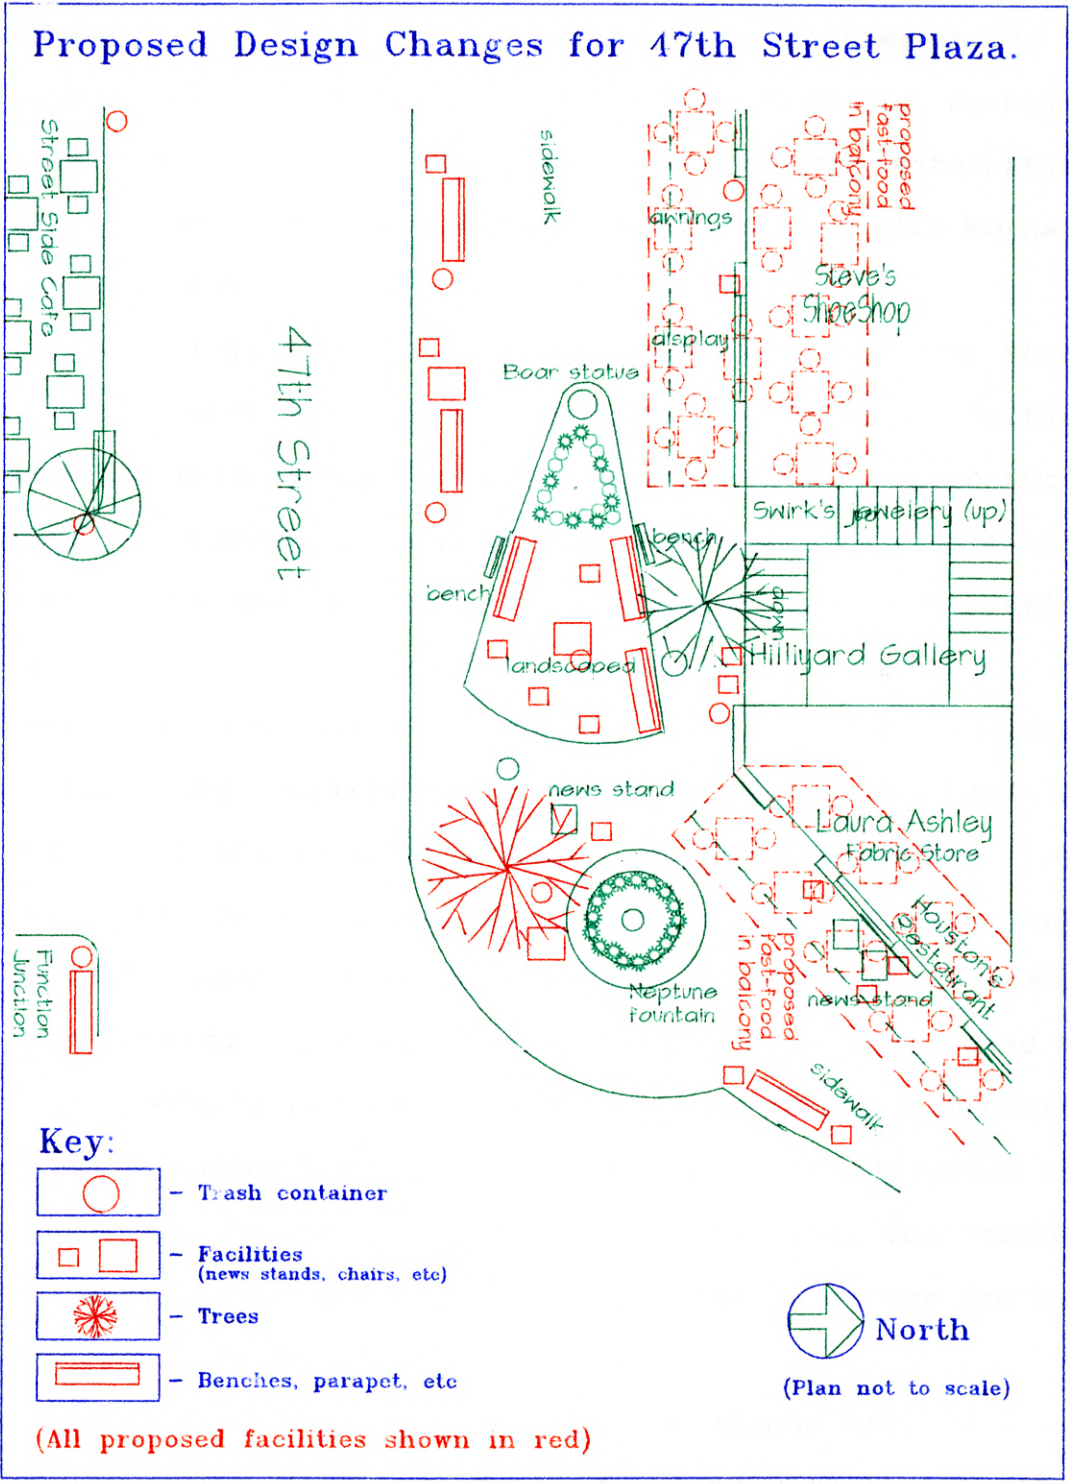 Proposed Design Changes for 47th Street Plaza.
Street Side Cafe
47th Street
sidewalk
awnings
display
proposed
fast-food
in balcony
Steve's
ShoeShop
Boar statue
bench
bench
landscaped
Swirk's jewelery (up)
down
Hilliyard Gallery
news stand
Laura Ashley
Fabric Store
Houston's
Restaurant
news stand
proposed
fast-food
in balcony
Neptune
fountain
sidewalk
Function
Junction
Key:
- Trash container
- Facilities
(news stands, chairs, etc)
- Trees
- Benches, parapet, etc
North
(Plan not to scale)
(All proposed facilities shown in red)